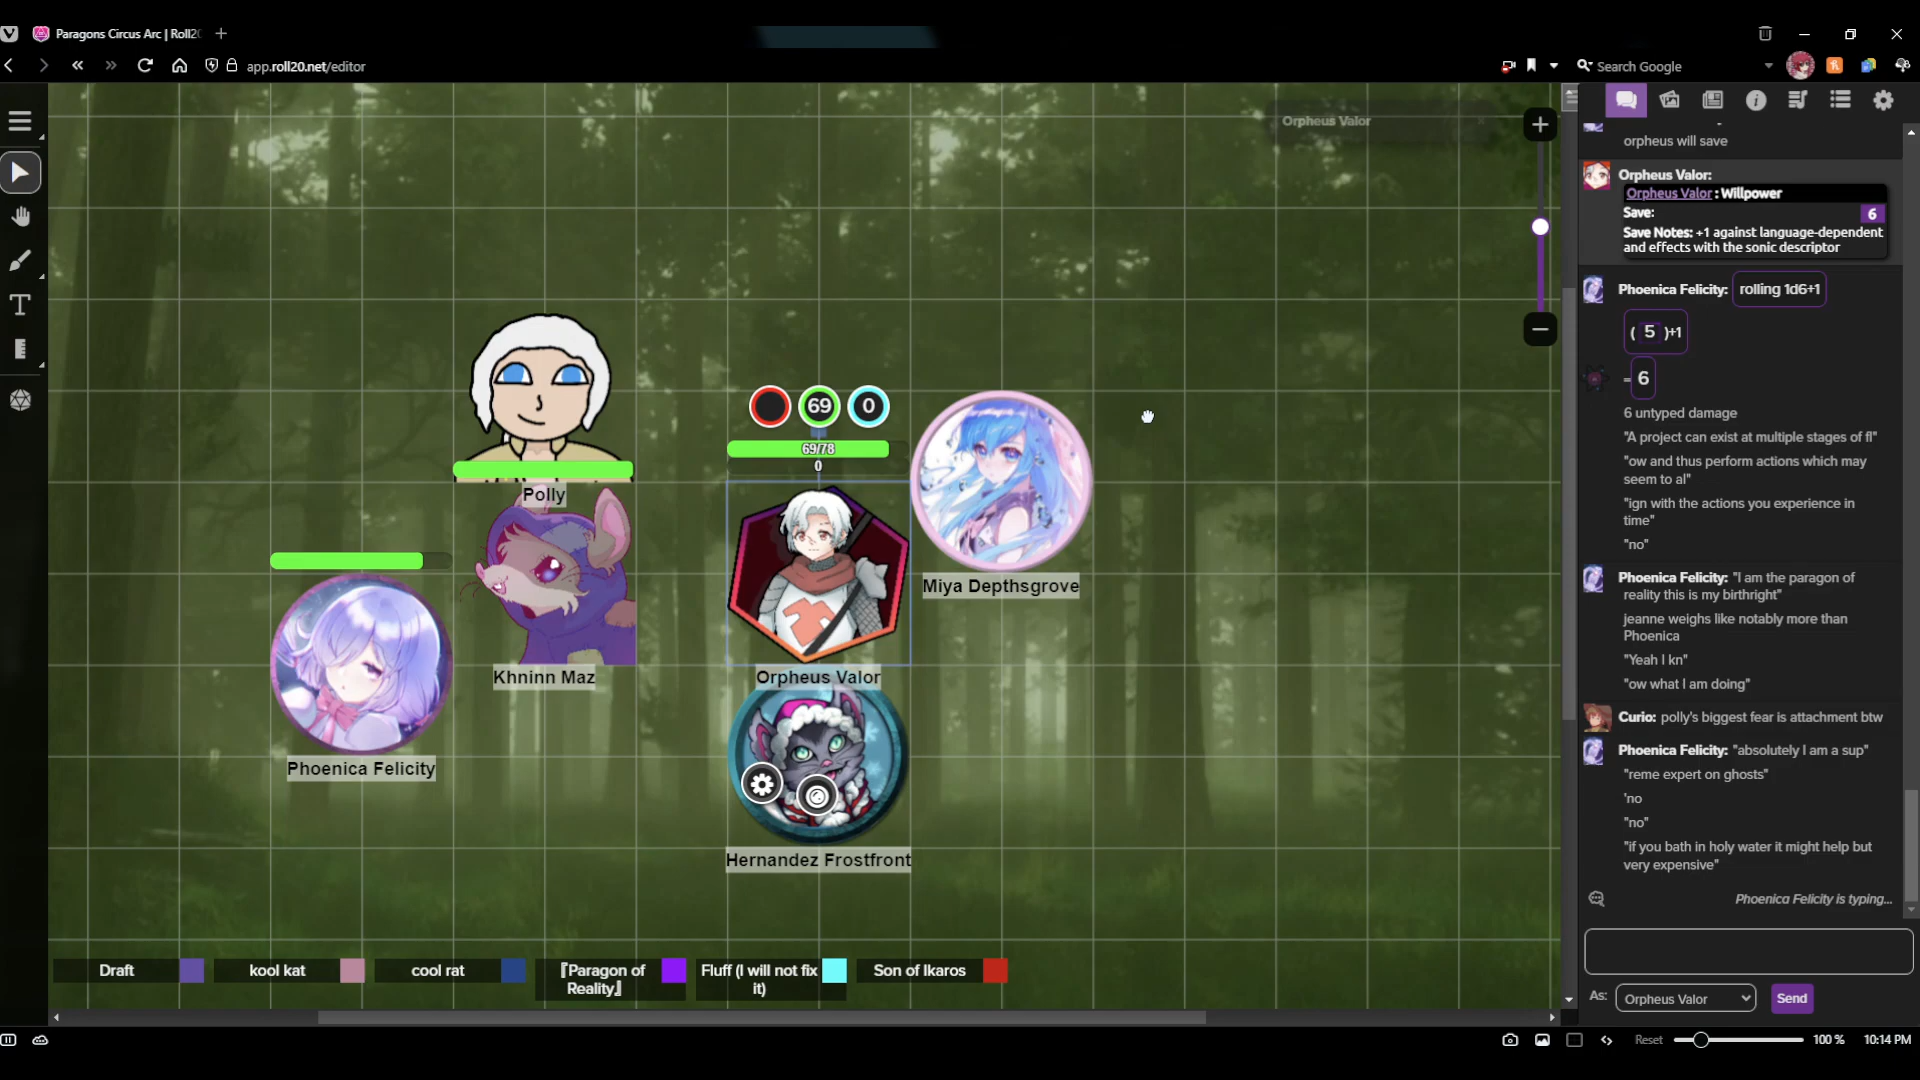 Paragons Circus Arc | Roll20
app.roll20.net/editor
Search Google
Orpheus Valor
orpheus will save
Orpheus Valor:
Orpheus Valor : Willpower
Save: 6
Save Notes: +1 against language-dependent
and effects with the sonic descriptor
Phoenica Felicity: rolling 1d6+1
( 5 )+1
= 6
6 untyped damage
"A project can exist at multiple stages of fl"
"ow and thus perform actions which may
seem to al"
"ign with the actions you experience in
time"
"no"
Phoenica Felicity: "I am the paragon of
reality this is my birthright"
jeanne weighs like notably more than
Phoenica
"Yeah I kn"
"ow what I am doing"
Curio: polly's biggest fear is attachment btw
Phoenica Felicity: "absolutely I am a sup"
"reme expert on ghosts"
'no
"no"
"if you bath in holy water it might help but
very expensive"
Phoenica Felicity is typing...
As: Orpheus Valor
Send
69
0
69/78
0
Polly
Khninn Maz
Orpheus Valor
Miya Depthsgrove
Phoenica Felicity
Hernandez Frostfront
Draft
kool kat
cool rat
『Paragon of
Reality』
Fluff (I will not fix
it)
Son of Ikaros
Reset
100 %
10:14 PM